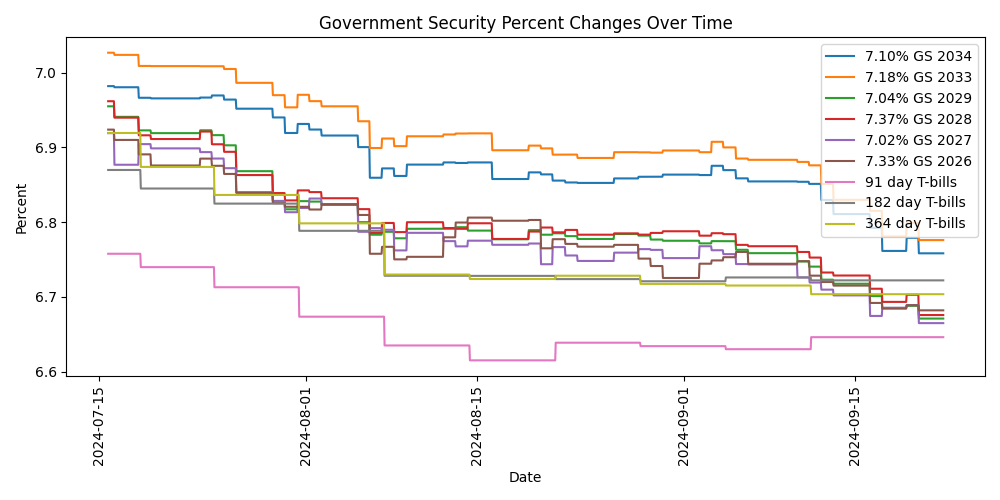 Government Security Percent Changes Over Time
7.10% GS 2034
7.18% GS 2033
7.04% GS 2029
7.37% GS 2028
7.02% GS 2027
7.33% GS 2026
91 day T-bills
182 day T-bills
364 day T-bills
Percent
7.0
6.9
6.8
6.7
6.6
2024-07-15
2024-08-01
2024-08-15
2024-09-01
2024-09-15
Date